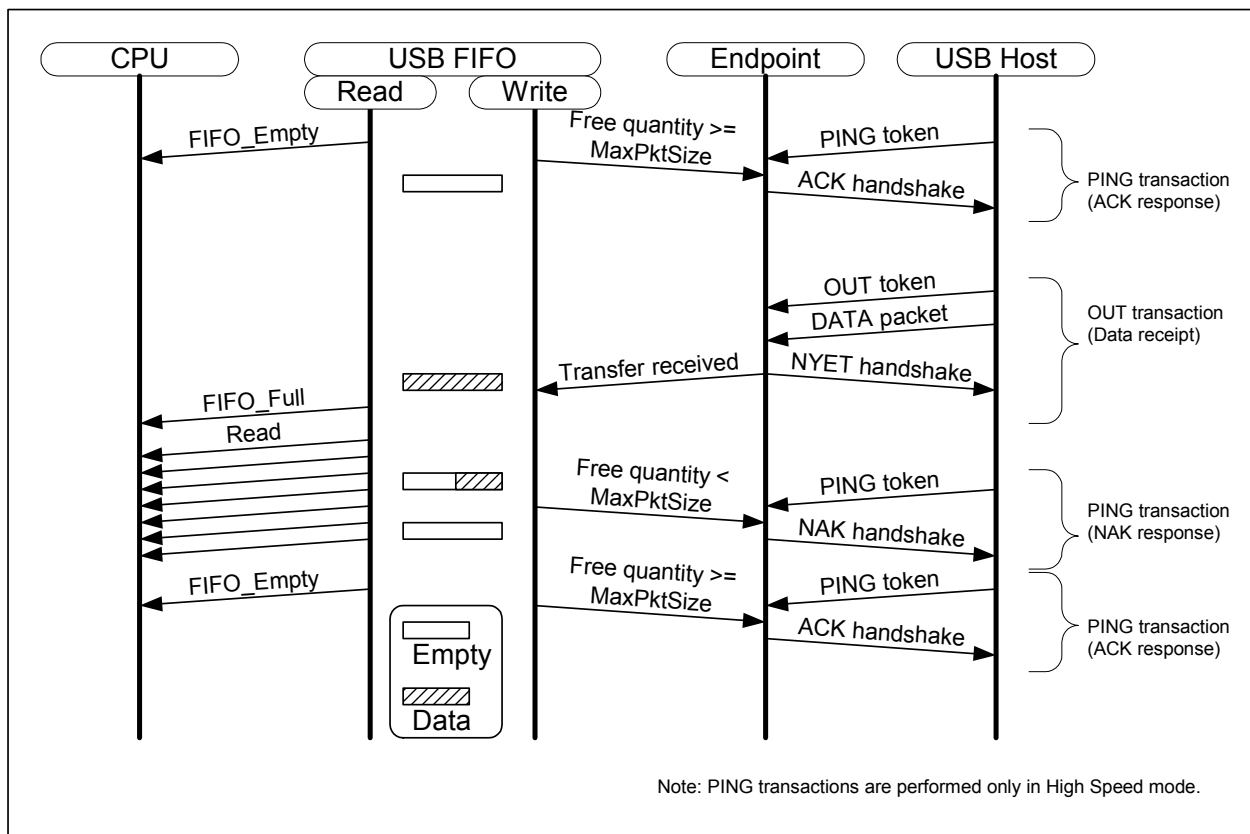 CPU
USB FIFO
Endpoint
USB Host
Read
Write
FIFO_Empty
Free quantity >=
MaxPktSize
PING token
ACK handshake
PING transaction
(ACK response)
OUT token
DATA packet
OUT transaction
(Data receipt)
Transfer received
NYET handshake
FIFO_Full
Read
Free quantity <
MaxPktSize
PING token
NAK handshake
PING transaction
(NAK response)
FIFO_Empty
Free quantity >=
MaxPktSize
PING token
ACK handshake
PING transaction
(ACK response)
Empty
Data
Note: PING transactions are performed only in High Speed mode.